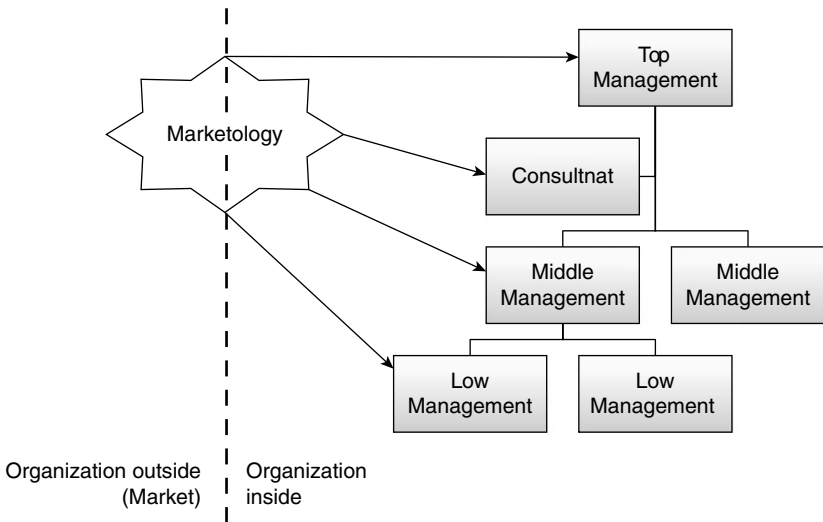 Top
Management
Marketology
Consultnat
Middle
Management
Middle
Management
Low
Management
Low
Management
Organization outside
(Market)
Organization
inside